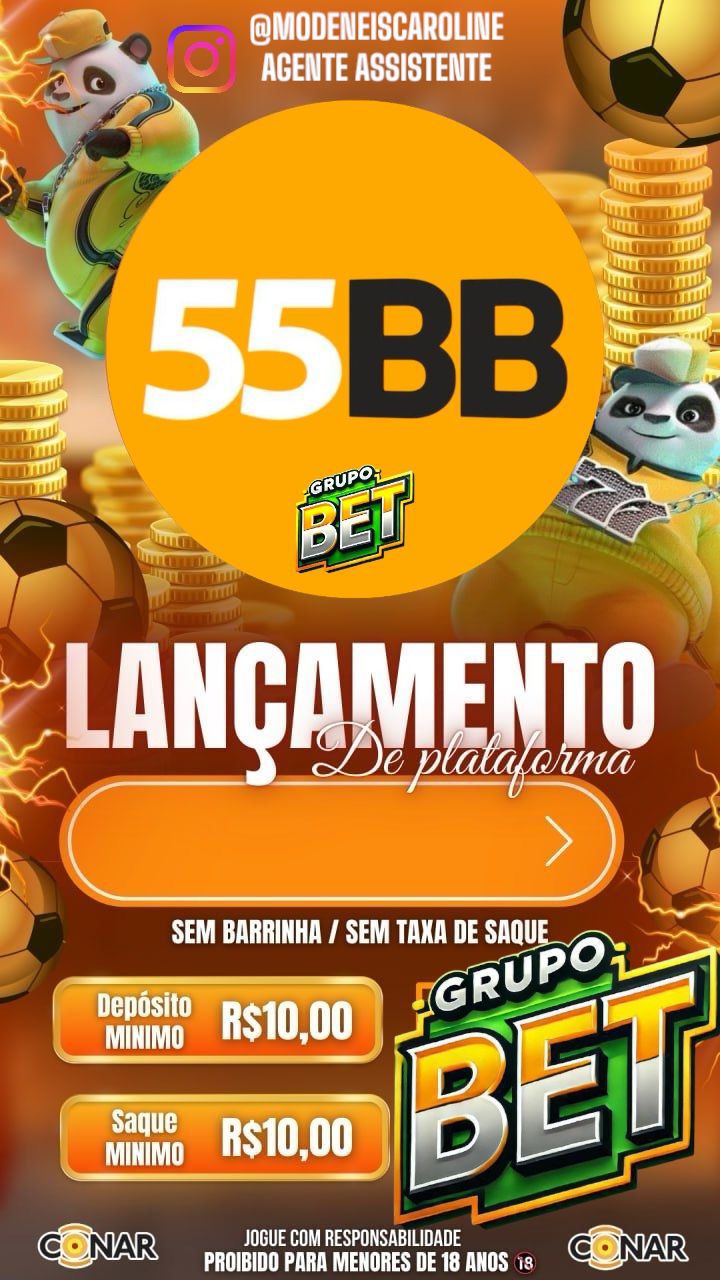 @MODENEISCAROLINE
AGENTE ASSISTENTE
55BB
GRUPO
BET
777
LANÇAMENTO
De plataforma
SEM BARRINHA / SEM TAXA DE SAQUE
Depósito
MINIMO
R$10,00
GRUPO
BET
Saque
MINIMO
R$10,00
CONAR
JOGUE COM RESPONSABILIDADE
PROIBIDO PARA MENORES DE 18 ANOS 18
CONAR